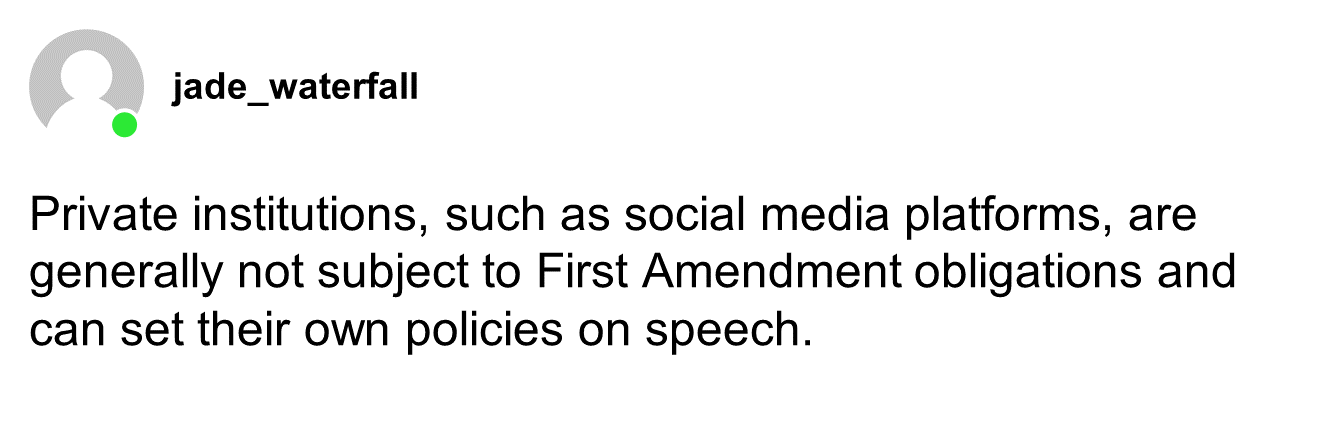 jade_waterfall
Private institutions, such as social media platforms, are
generally not subject to First Amendment obligations and
can set their own policies on speech.